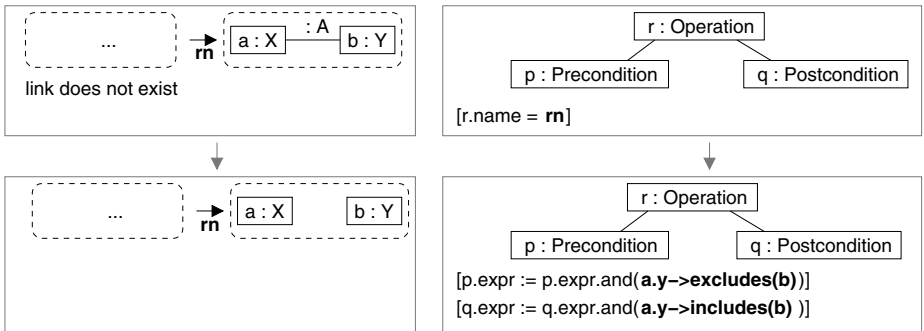 ...
rn
a : X
: A
b : Y
link does not exist
r : Operation
p : Precondition
q : Postcondition
[r.name = rn]
...
rn
a : X
b : Y
r : Operation
p : Precondition
q : Postcondition
[p.expr := p.expr.and(a.y−>excludes(b))]
[q.expr := q.expr.and(a.y−>includes(b) )]